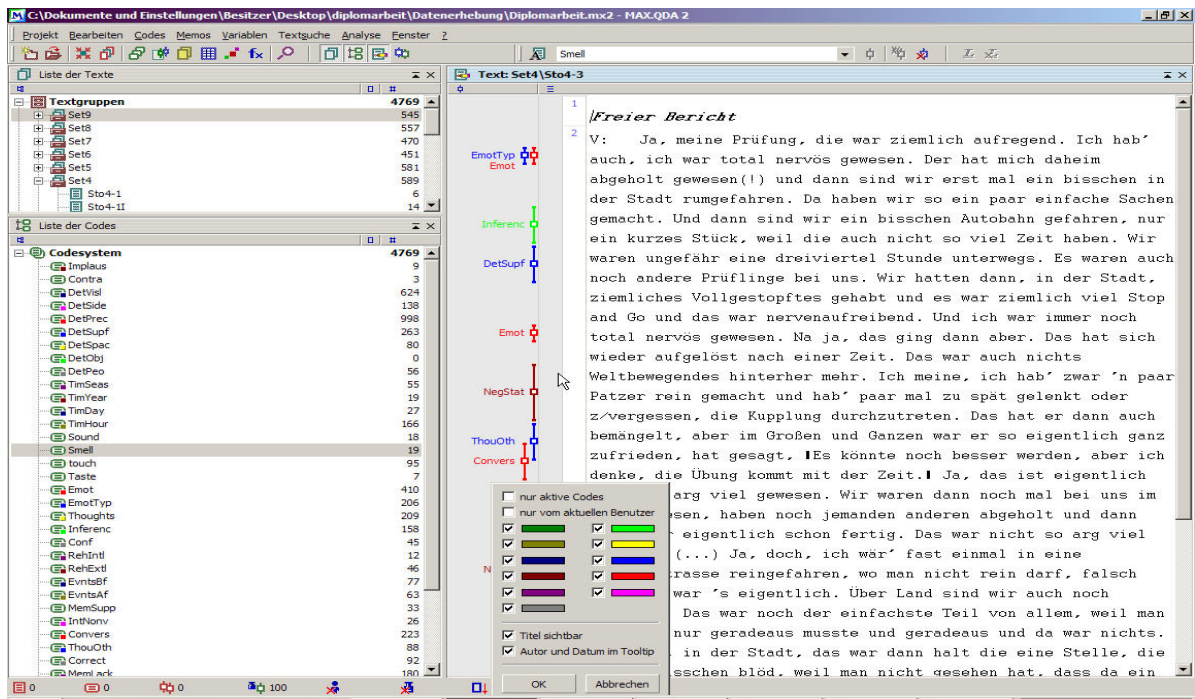 C:\Dokumente und Einstellungen\Besitzer\Desktop\diplomarbeit\Datenerhebung\Diplomarbeit.mx2 - MAX.QDA 2
Projekt Bearbeiten Codes Memos Variablen Textsuche Analyse Fenster ?
Smell
Liste der Texte
#
Textgruppen 4769
Set9 545
Set8 557
Set7 470
Set6 451
Set5 581
Set4 589
Sto4-1 6
Sto4-1I 14
Liste der Codes
#
Codesystem 4769
Implaus 9
Contra 3
DetVisl 624
DetSide 138
DetPrec 998
DetSupf 263
DetSpac 80
DetObj 0
DetPeo 56
TimSeas 55
TimYear 19
TimDay 27
TimHour 166
Sound 18
Smell 19
touch 95
Taste 7
Emot 410
EmotTyp 206
Thoughts 209
Inferenc 158
Conf 45
RehIntl 12
RehExtl 46
EvntsBf 77
EvntsAf 63
MemSupp 33
IntNonv 26
Convers 223
ThouOth 88
Correct 92
MemLack 180
0 0 0 100
Text: Set4\Sto4-3
EmotTyp
Emot
Inferenc
DetSupf
Emot
NegStat
ThouOth
Convers
N
1
Freier Bericht
2
V: Ja, meine Prüfung, die war ziemlich aufregend. Ich hab´
auch, ich war total nervös gewesen. Der hat mich daheim
abgeholt gewesen(!) und dann sind wir erst mal ein bisschen in
der Stadt rumgefahren. Da haben wir so ein paar einfache Sachen
gemacht. Und dann sind wir ein bisschen Autobahn gefahren, nur
ein kurzes Stück, weil die auch nicht so viel Zeit haben. Wir
waren ungefähr eine dreiviertel Stunde unterwegs. Es waren auch
noch andere Prüflinge bei uns. Wir hatten dann, in der Stadt,
ziemliches Vollgestopftes gehabt und es war ziemlich viel Stop
and Go und das war nervenaufreibend. Und ich war immer noch
total nervös gewesen. Na ja, das ging dann aber. Das hat sich
wieder aufgelöst nach einer Zeit. Das war auch nichts
Weltbewegendes hinterher mehr. Ich meine, ich hab´ zwar ´n paar
Patzer rein gemacht und hab´ paar mal zu spät gelenkt oder
z/vergessen, die Kupplung durchzutreten. Das hat er dann auch
bemängelt, aber im Großen und Ganzen war er so eigentlich ganz
zufrieden, hat gesagt, Es könnte noch besser werden, aber ich
denke, die Übung kommt mit der Zeit. Ja, das ist eigentlich
arg viel gewesen. Wir waren dann noch mal bei uns im
sen, haben noch jemanden anderen abgeholt und dann
eigentlich schon fertig. Das war nicht so arg viel
(...) Ja, doch, ich wär´ fast einmal in eine
trasse reingefahren, wo man nicht rein darf, falsch
war ´s eigentlich. Über Land sind wir auch noch
Das war noch der einfachste Teil von allem, weil man
nur geradeaus musste und geradeaus und da war nichts.
in der Stadt, das war dann halt die eine Stelle, die
sschen blöd, weil man nicht gesehen hat, dass da ein
nur aktive Codes
nur vom aktuellen Benutzer
Titel sichtbar
Autor und Datum im Tooltip
OK Abbrechen